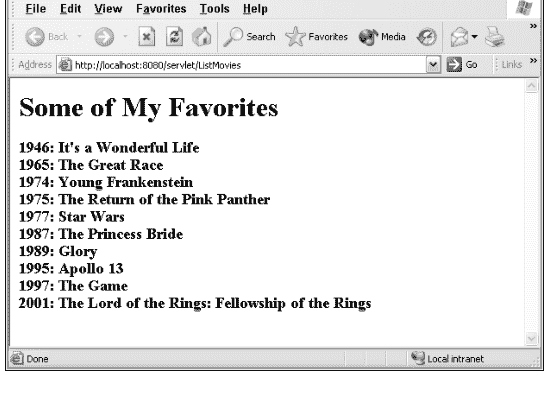 File Edit View Favorites Tools Help
Back Search Favorites Media
Address http://localhost:8080/servlet/ListMovies Go Links
Some of My Favorites
1946: It's a Wonderful Life
1965: The Great Race
1974: Young Frankenstein
1975: The Return of the Pink Panther
1977: Star Wars
1987: The Princess Bride
1989: Glory
1995: Apollo 13
1997: The Game
2001: The Lord of the Rings: Fellowship of the Rings
Done Local intranet